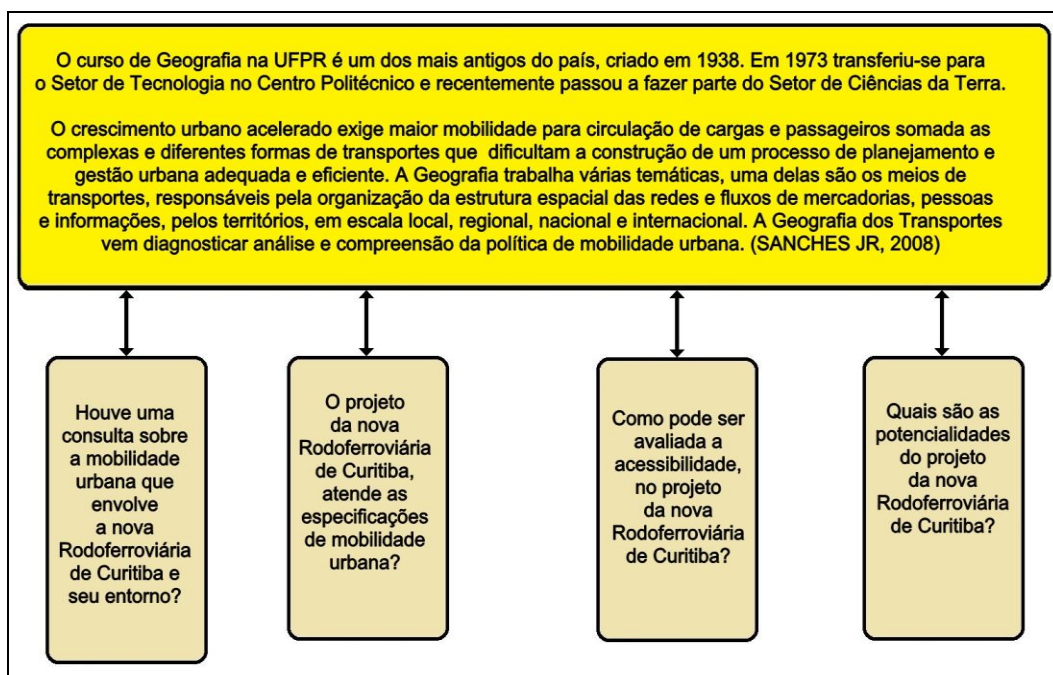 O curso de Geografia na UFPR é um dos mais antigos do país, criado em 1938. Em 1973 transferiu-se para
o Setor de Tecnologia no Centro Politécnico e recentemente passou a fazer parte do Setor de Ciências da Terra.
O crescimento urbano acelerado exige maior mobilidade para circulação de cargas e passageiros somada as
complexas e diferentes formas de transportes que dificultam a construção de um processo de planejamento e
gestão urbana adequada e eficiente. A Geografia trabalha várias temáticas, uma delas são os meios de
transportes, responsáveis pela organização da estrutura espacial das redes e fluxos de mercadorias, pessoas
e informações, pelos territórios, em escala local, regional, nacional e internacional. A Geografia dos Transportes
vem diagnosticar análise e compreensão da política de mobilidade urbana. (SANCHES JR, 2008)
Houve uma
consulta sobre
a mobilidade
urbana que
envolve
a nova
Rodoferroviária
de Curitiba e
seu entorno?
O projeto
da nova
Rodoferroviária
de Curitiba,
atende as
especificações
de mobilidade
urbana?
Como pode ser
avaliada a
acessibilidade,
no projeto
da nova
Rodoferroviária
de Curitiba?
Quais são as
potencialidades
do projeto
da nova
Rodoferroviária
de Curitiba?